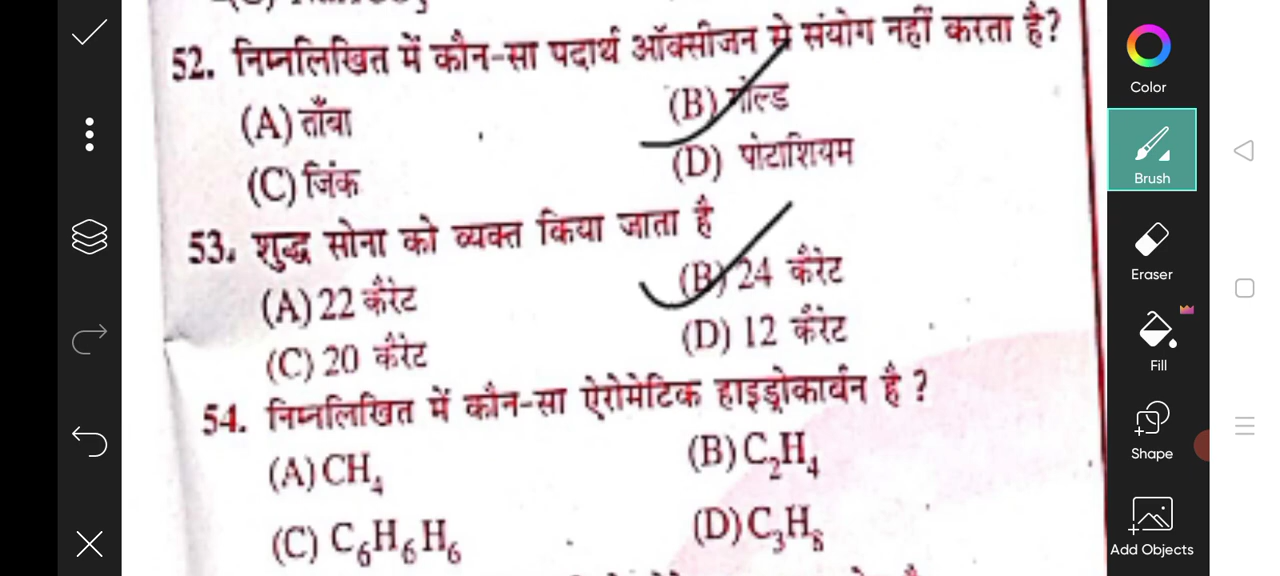 52. निम्नलिखित में कौन-सा पदार्थ ऑक्सीजन से संयोग नहीं करता है?
(A) ताँबा
(B) गोल्ड
(C) जिंक
(D) पोटाशियम
53. शुद्ध सोना को व्यक्त किया जाता है
(A) 22 कैरेट
(B) 24 कैरेट
(C) 20 कैरेट
(D) 12 कैरेट
54. निम्नलिखित में कौन-सा ऐरोमेटिक हाइड्रोकार्बन है ?
(A) CH₄
(B) C₂H₄
(C) C₆H₆H₆
(D) C₃H₈
Color
Brush
Eraser
Fill
Shape
Add Objects